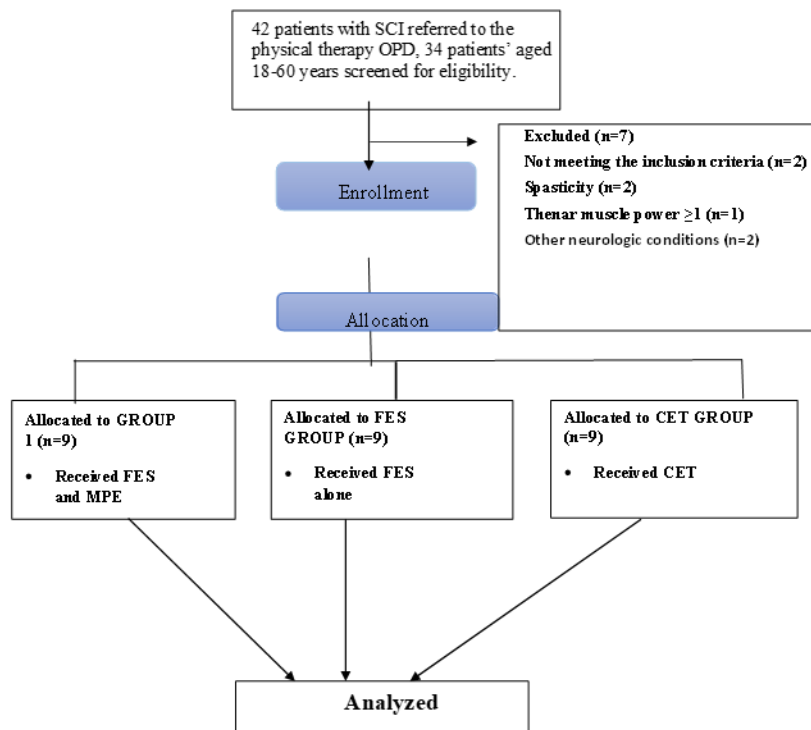 42 patients with SCI referred to the
physical therapy OPD, 34 patients’ aged
18-60 years screened for eligibility.
Excluded (n=7)
Not meeting the inclusion criteria (n=2)
Spasticity (n=2)
Thenar muscle power ≥1 (n=1)
Other neurologic conditions (n=2)
Enrollment
Allocation
Allocated to GROUP
1 (n=9)
• Received FES
and MPE
Allocated to FES
GROUP (n=9)
• Received FES
alone
Allocated to CET GROUP
(n=9)
• Received CET
Analyzed